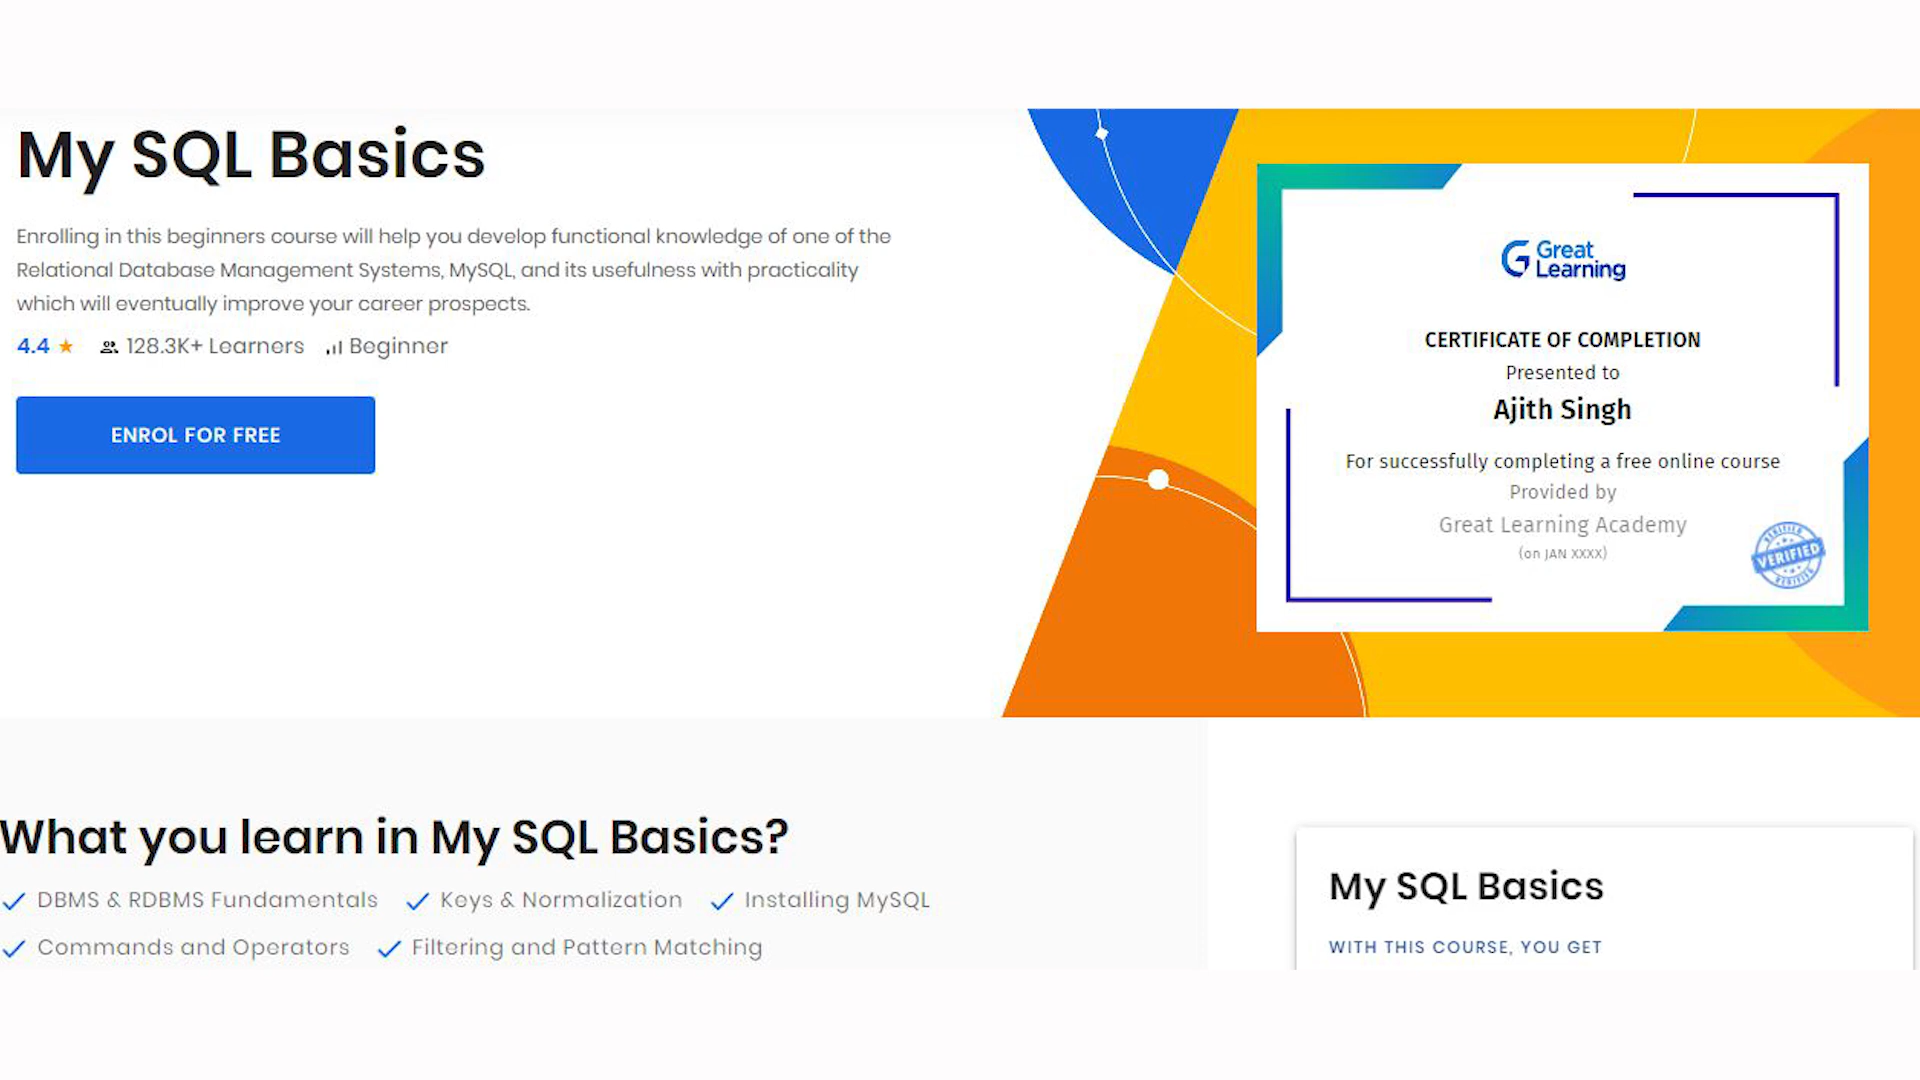 My SQL Basics
Enrolling in this beginners course will help you develop functional knowledge of one of the
Relational Database Management Systems, MySQL, and its usefulness with practicality
which will eventually improve your career prospects.
4.4 ★ 128.3K+ Learners Beginner
ENROL FOR FREE
Great
Learning
CERTIFICATE OF COMPLETION
Presented to
Ajith Singh
For successfully completing a free online course
Provided by
Great Learning Academy
(on JAN XXXX)
VERIFIED
VERIFIED
VERIFIED
What you learn in My SQL Basics?
DBMS & RDBMS Fundamentals Keys & Normalization Installing MySQL
Commands and Operators Filtering and Pattern Matching
My SQL Basics
WITH THIS COURSE, YOU GET